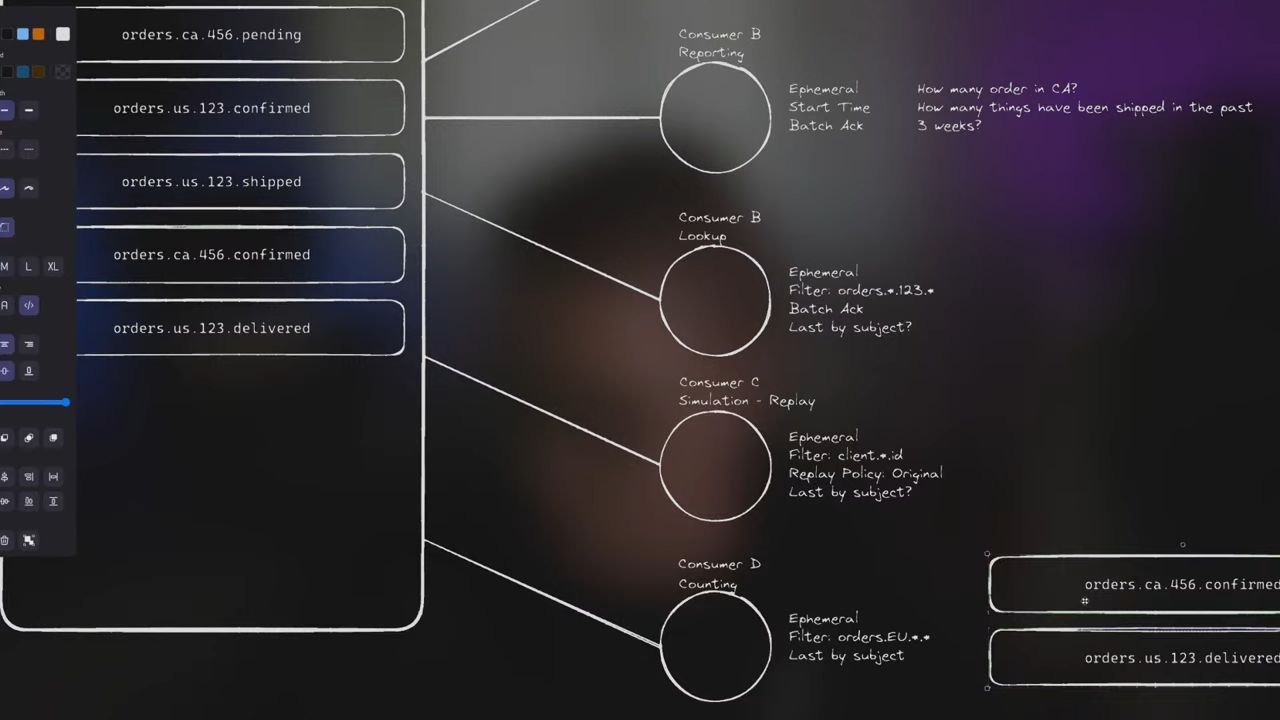 orders.ca.456.pending
orders.us.123.confirmed
orders.us.123.shipped
orders.ca.456.confirmed
orders.us.123.delivered
M L XL
A
Consumer B
Reporting
Ephemeral
Start Time
Batch Ack
How many order in CA?
How many things have been shipped in the past
3 weeks?
Consumer B
Lookup
Ephemeral
Filter: orders.*.123.*
Batch Ack
Last by subject?
Consumer C
Simulation - Replay
Ephemeral
Filter: client.*.id
Replay Policy: Original
Last by subject?
Consumer D
Counting
Ephemeral
Filter: orders.EU.*.*
Last by subject
orders.ca.456.confirmed
orders.us.123.delivered